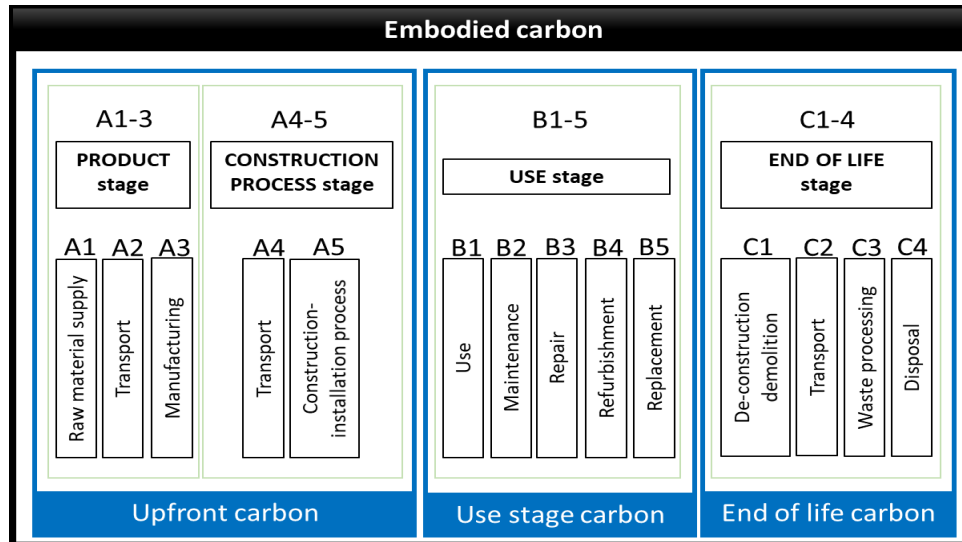 Embodied carbon
A1-3
PRODUCT
stage
A4-5
CONSTRUCTION
PROCESS stage
B1-5
USE stage
C1-4
END OF LIFE
stage
A1
Raw material supply
A2
Transport
A3
Manufacturing
A4
Transport
A5
Construction-
installation process
B1
Use
B2
Maintenance
B3
Repair
B4
Refurbishment
B5
Replacement
C1
De-construction
demolition
C2
Transport
C3
Waste processing
C4
Disposal
Upfront carbon
Use stage carbon
End of life carbon